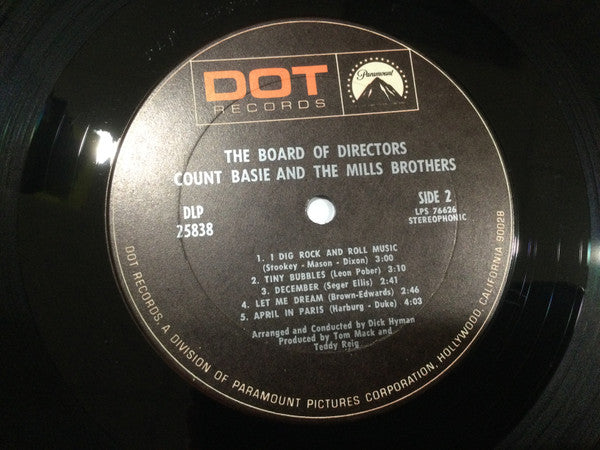 DOT
RECORDS
Paramount
THE BOARD OF DIRECTORS
COUNT BASIE AND THE MILLS BROTHERS
DLP
25838
SIDE 2
LPS 76626
STEREOPHONIC
1. I DIG ROCK AND ROLL MUSIC
(Stookey - Mason - Dixon) 3:00
2. TINY BUBBLES (Leon Pober) 3:10
3. DECEMBER (Seger Ellis) 2:41
4. LET ME DREAM (Brown-Edwards) 2:46
5. APRIL IN PARIS (Harburg - Duke) 4:03
Arranged and Conducted by Dick Hyman
Produced by Tom Mack and
Teddy Reig
DOT RECORDS, A DIVISION OF PARAMOUNT PICTURES CORPORATION, HOLLYWOOD, CALIFORNIA 90028